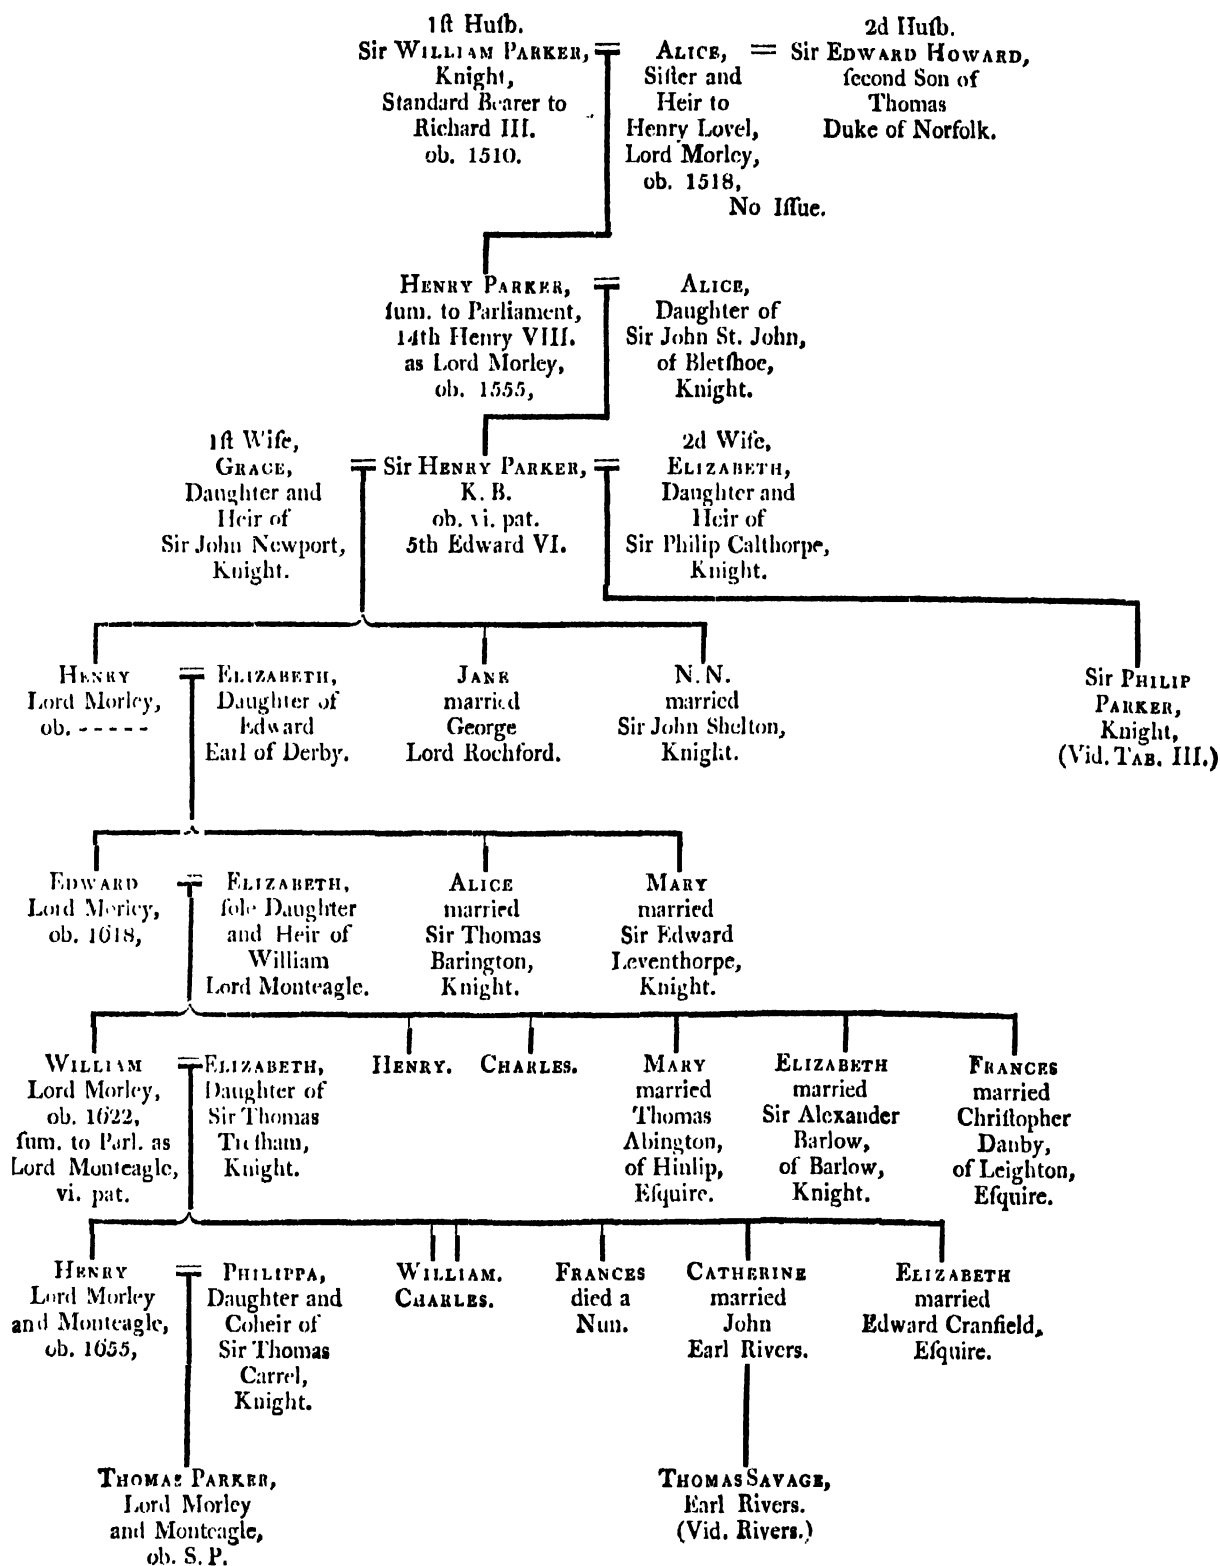 1ſt Huſb.
Sir WILLIAM PARKER,
Knight,
Standard Bearer to
Richard III.
ob. 1510.
ALICE,
Siſter and
Heir to
Henry Lovel,
Lord Morley,
ob. 1518,
No Iſſue.
2d Huſb.
Sir EDWARD HOWARD,
ſecond Son of
Thomas
Duke of Norfolk.
HENRY PARKER,
ſum. to Parliament,
14th Henry VIII.
as Lord Morley,
ob. 1555,
ALICE,
Daughter of
Sir John St. John,
of Bletſhoe,
Knight.
1ſt Wife,
GRACE,
Daughter and
Heir of
Sir John Newport,
Knight.
Sir HENRY PARKER,
K. B.
ob. vi. pat.
5th Edward VI.
2d Wife,
ELIZABETH,
Daughter and
Heir of
Sir Philip Calthorpe,
Knight.
HENRY
Lord Morley,
ob. - - - - -
ELIZABETH,
Daughter of
Edward
Earl of Derby.
JANE
married
George
Lord Rochford.
N. N.
married
Sir John Shelton,
Knight.
Sir PHILIP
PARKER,
Knight,
(Vid. TAB. III.)
EDWARD
Lord Morley,
ob. 1618,
ELIZABETH,
ſole Daughter
and Heir of
William
Lord Monteagle.
ALICE
married
Sir Thomas
Barington,
Knight.
MARY
married
Sir Edward
Leventhorpe,
Knight.
WILLIAM
Lord Morley,
ob. 1622,
ſum. to Parl. as
Lord Monteagle,
vi. pat.
ELIZABETH,
Daughter of
Sir Thomas
Treſham,
Knight.
HENRY.
CHARLES.
MARY
married
Thomas
Abington,
of Hinlip,
Eſquire.
ELIZABETH
married
Sir Alexander
Barlow,
of Barlow,
Knight.
FRANCES
married
Chriſtopher
Danby,
of Leighton,
Eſquire.
HENRY
Lord Morley
and Monteagle,
ob. 1655,
PHILIPPA,
Daughter and
Coheir of
Sir Thomas
Carrel,
Knight.
WILLIAM.
CHARLES.
FRANCES
died a
Nun.
CATHERINE
married
John
Earl Rivers.
ELIZABETH
married
Edward Cranfield,
Eſquire.
THOMAS PARKER,
Lord Morley
and Monteagle,
ob. S. P.
THOMAS SAVAGE,
Earl Rivers.
(Vid. Rivers.)